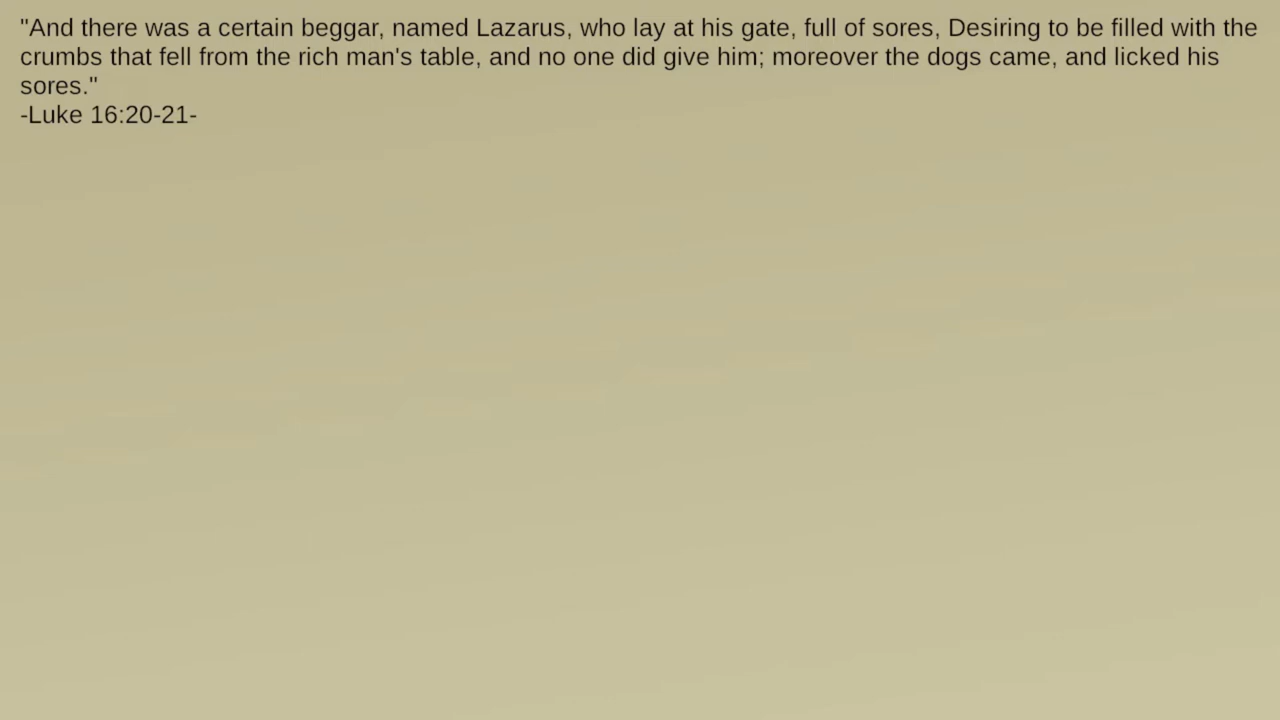 "And there was a certain beggar, named Lazarus, who lay at his gate, full of sores, Desiring to be filled with the
crumbs that fell from the rich man's table, and no one did give him; moreover the dogs came, and licked his
sores."
-Luke 16:20-21-